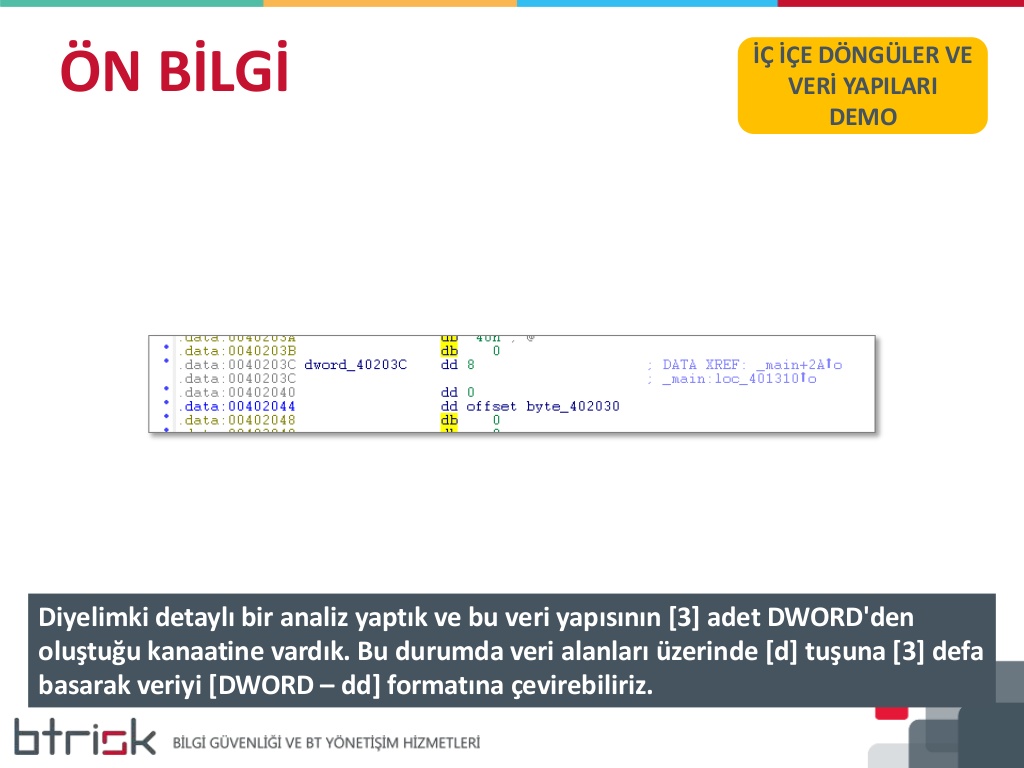 ÖN BİLGİ
İÇ İÇE DÖNGÜLER VE
VERİ YAPILARI
DEMO
.data:0040203A db 40h ; @
.data:0040203B db 0
.data:0040203C dword_40203C dd 8 ; DATA XREF: _main+2A↑o
.data:0040203C ; _main:loc_401310↑o
.data:00402040 dd 0
.data:00402044 dd offset byte_402030
.data:00402048 db 0
Diyelimki detaylı bir analiz yaptık ve bu veri yapısının [3] adet DWORD'den
oluştuğu kanaatine vardık. Bu durumda veri alanları üzerinde [d] tuşuna [3] defa
basarak veriyi [DWORD – dd] formatına çevirebiliriz.
btrisk BİLGİ GÜVENLİĞİ VE BT YÖNETİŞİM HİZMETLERİ